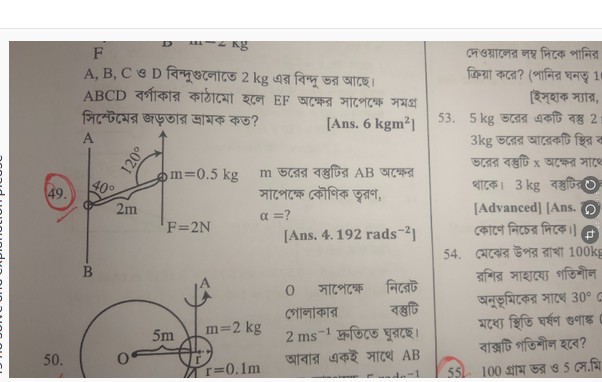 F
m=2 kg
A, B, C ও D বিন্দুগুলোতে 2 kg এর বিন্দু ভর আছে।
ABCD বর্গাকার কাঠামো হলে EF অক্ষের সাপেক্ষে সমগ্র
সিস্টেমের জড়তার ভ্রামক কত?
[Ans. 6 kgm²]
A
120°
40°
m=0.5 kg
49.
2m
F=2N
B
m ভরের বস্তুটির AB অক্ষের
সাপেক্ষে কৌণিক ত্বরণ,
α =?
[Ans. 4.192 rads⁻²]
A
5m
m=2 kg
50.
O
r=0.1m
O সাপেক্ষে নিরেট
গোলাকার বস্তুটি
2 ms⁻¹ দ্রুতিতে ঘুরছে।
আবার একই সাথে AB
দেওয়ালের লম্ব দিকে পানির
ক্রিয়া করে? (পানির ঘনত্ব
[ইসহাক স্যার,
53. 5 kg ভরের একটি বস্তু 2
3kg ভরের আরেকটি স্থির
ভরের বস্তুটি x অক্ষের সাথে
থাকে। 3 kg বস্তুটির
[Advanced] [Ans.
কোণে নিচের দিকে।]
54. মেঝের উপর রাখা 100kg
রশির সাহায্যে গতিশীল
অনুভূমিকের সাথে 30°
মধ্যে স্থিতি ঘর্ষণ গুণাঙ্ক
বাক্সটি গতিশীল হবে?
55. 100 গ্রাম ভর ও 5 সে.মি